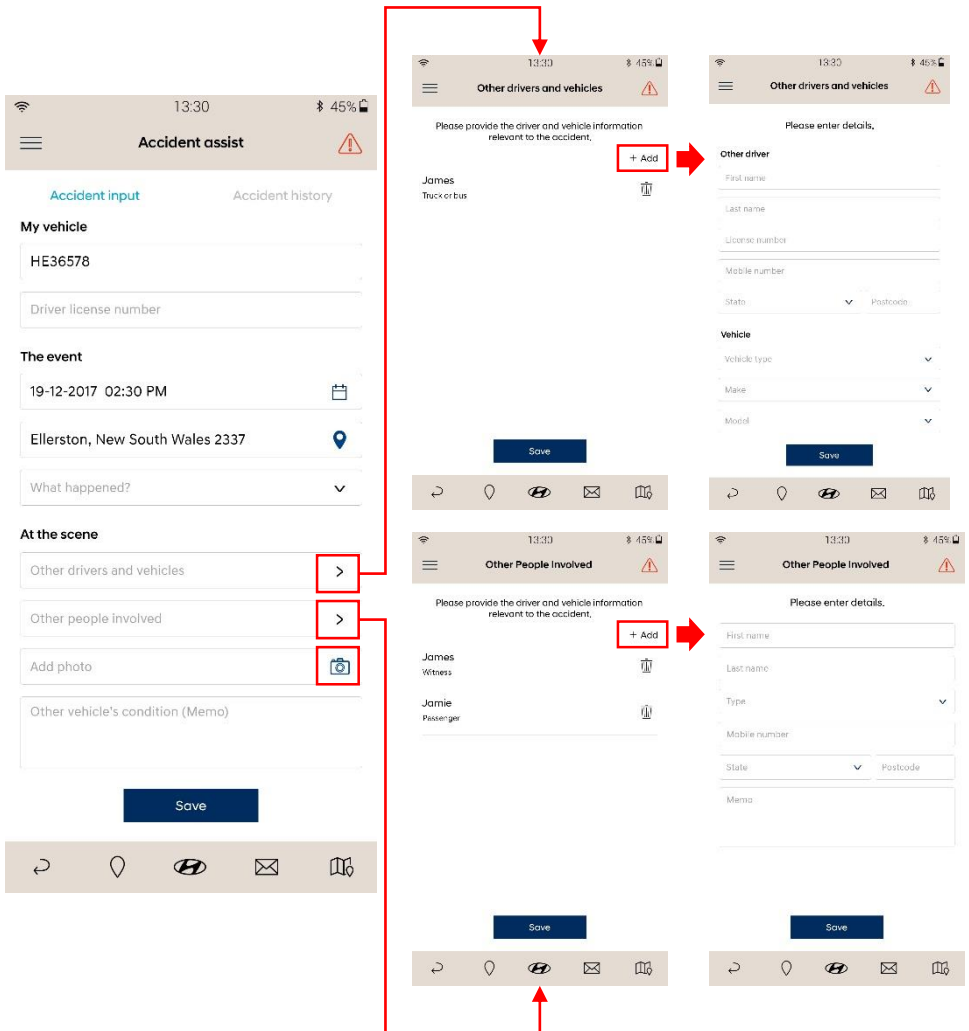 13:30 45%
Accident assist
Accident input Accident history
My vehicle
HE36578
Driver license number
The event
19-12-2017 02:30 PM
Ellerston, New South Wales 2337
What happened?
At the scene
Other drivers and vehicles
Other people involved
Add photo
Other vehicle's condition (Memo)
Save
13:30 45%
Other drivers and vehicles
Please provide the driver and vehicle information
relevant to the accident.
+ Add
James
Truck or bus
Save
13:30 45%
Other drivers and vehicles
Please enter details.
Other driver
First name
Last name
License number
Mobile number
State Postcode
Vehicle
Vehicle type
Make
Model
Save
13:30 45%
Other People Involved
Please provide the driver and vehicle information
relevant to the accident.
+ Add
James
Witness
Jamie
Passenger
Save
13:30 45%
Other People Involved
Please enter details.
First name
Last name
Type
Mobile number
State Postcode
Memo
Save